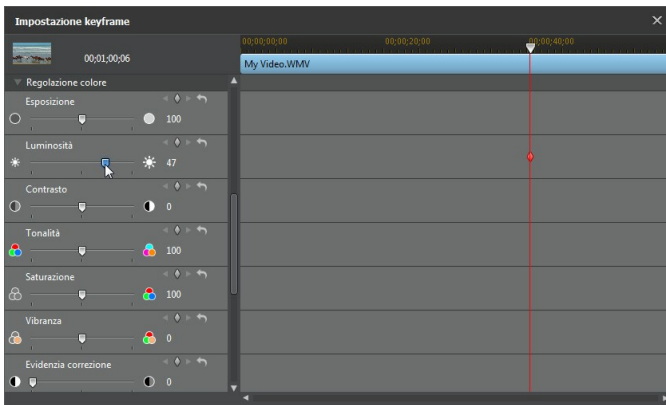 Impostazione keyframe
00;01;00;06
00;00;00;00 00;00;20;00 00;00;40;00
My Video.WMV
Regolazione colore
Esposizione
100
Luminosità
47
Contrasto
0
Tonalità
100
Saturazione
100
Vibranza
0
Evidenzia correzione
0